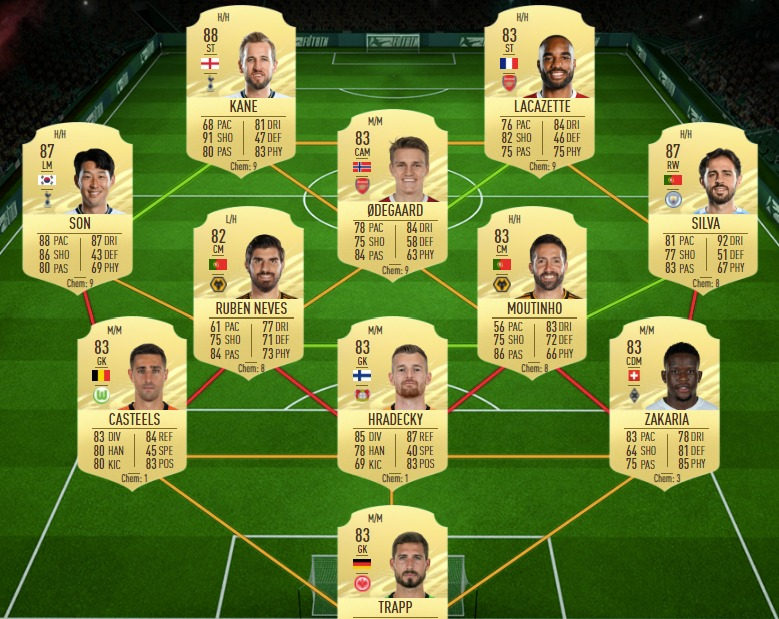 H/H
88
ST
KANE
68 PAC 81 DRI
91 SHO 47 DEF
80 PAS 83 PHY
Chem: 9
H/H
83
ST
LACAZETTE
76 PAC 84 DRI
82 SHO 46 DEF
75 PAS 75 PHY
Chem: 9
H/H
87
LM
SON
88 PAC 87 DRI
86 SHO 43 DEF
80 PAS 69 PHY
Chem: 9
M/M
83
CAM
ØDEGAARD
78 PAC 84 DRI
75 SHO 58 DEF
84 PAS 63 PHY
Chem: 9
H/H
87
RW
SILVA
81 PAC 92 DRI
77 SHO 51 DEF
83 PAS 67 PHY
Chem: 8
L/H
82
CM
RUBEN NEVES
61 PAC 77 DRI
75 SHO 71 DEF
84 PAS 73 PHY
Chem: 8
H/H
83
CM
MOUTINHO
56 PAC 83 DRI
75 SHO 72 DEF
86 PAS 66 PHY
Chem: 8
M/M
83
GK
CASTEELS
83 DIV 84 REF
80 HAN 45 SPE
80 KIC 83 POS
Chem: 1
M/M
83
GK
HRADECKY
85 DIV 87 REF
78 HAN 40 SPE
69 KIC 83 POS
Chem: 1
M/M
83
CDM
ZAKARIA
83 PAC 78 DRI
64 SHO 81 DEF
75 PAS 85 PHY
Chem: 3
M/M
83
GK
TRAPP